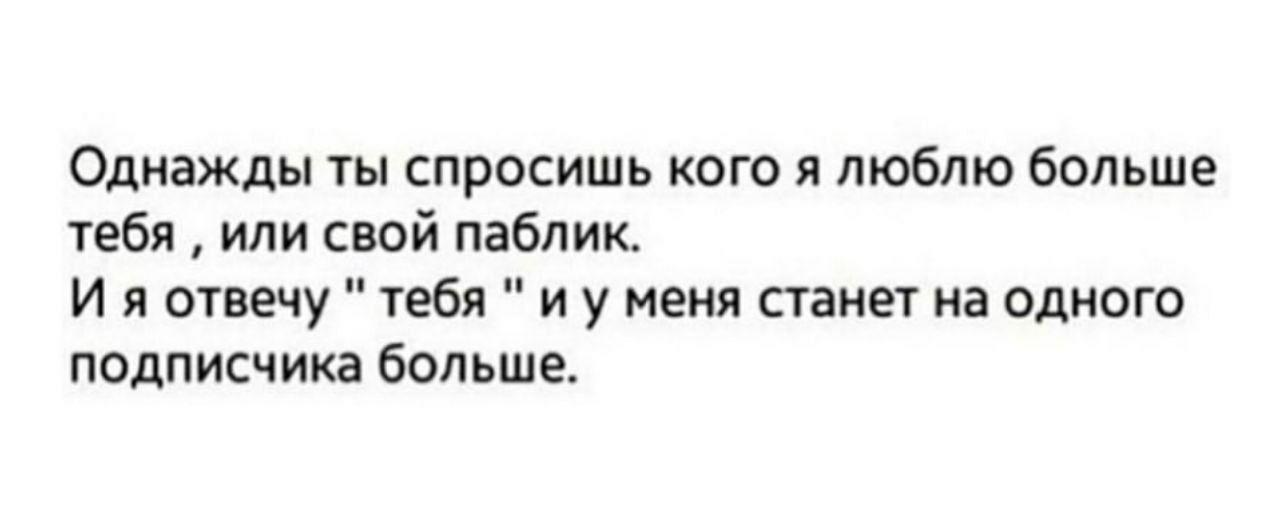 Однажды ты спросишь кого я люблю больше
тебя , или свой паблик.
И я отвечу " тебя " и у меня станет на одного
подписчика больше.